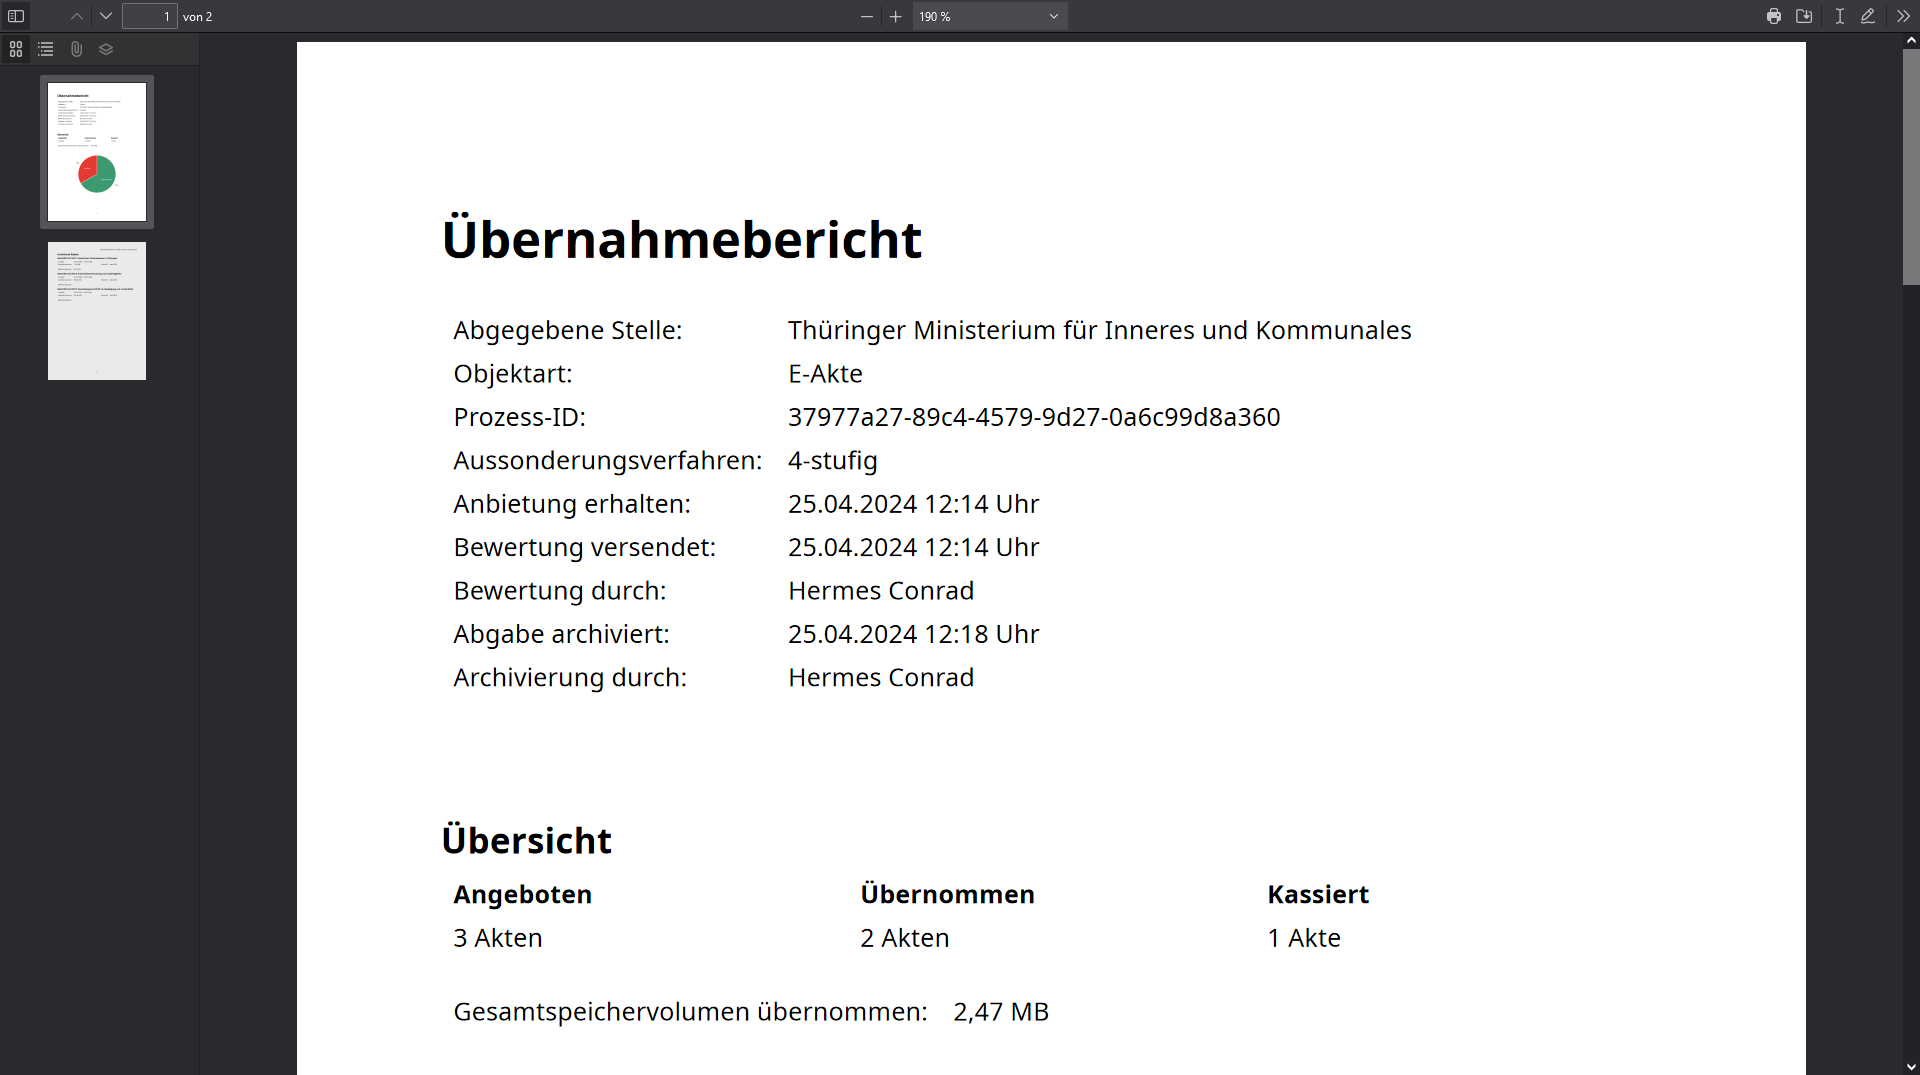 1 von 2 190 %
Übernahmebericht
Übernahmebericht
Abgegebene Stelle: Thüringer Ministerium für Inneres und Kommunales
Objektart: E-Akte
Prozess-ID: 37977a27-89c4-4579-9d27-0a6c99d8a360
Aussonderungsverfahren: 4-stufig
Anbietung erhalten: 25.04.2024 12:14 Uhr
Bewertung versendet: 25.04.2024 12:14 Uhr
Bewertung durch: Hermes Conrad
Abgabe archiviert: 25.04.2024 12:18 Uhr
Archivierung durch: Hermes Conrad
Übersicht
Angeboten Übernommen Kassiert
3 Akten 2 Akten 1 Akte
Gesamtspeichervolumen übernommen: 2,47 MB